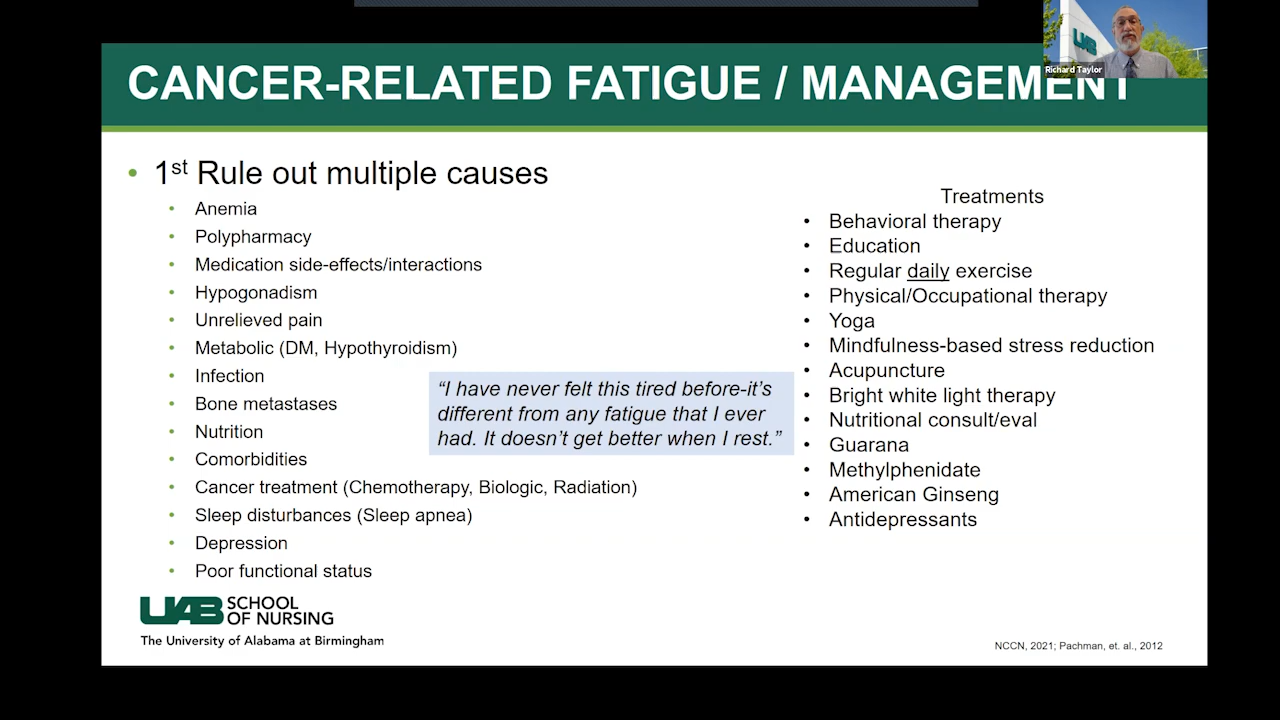 UAB
Richard Taylor
CANCER-RELATED FATIGUE / MANAGEMENT
• 1st Rule out multiple causes
• Anemia
• Polypharmacy
• Medication side-effects/interactions
• Hypogonadism
• Unrelieved pain
• Metabolic (DM, Hypothyroidism)
• Infection
• Bone metastases
• Nutrition
• Comorbidities
• Cancer treatment (Chemotherapy, Biologic, Radiation)
• Sleep disturbances (Sleep apnea)
• Depression
• Poor functional status
“I have never felt this tired before-it’s
different from any fatigue that I ever
had. It doesn’t get better when I rest.”
Treatments
• Behavioral therapy
• Education
• Regular daily exercise
• Physical/Occupational therapy
• Yoga
• Mindfulness-based stress reduction
• Acupuncture
• Bright white light therapy
• Nutritional consult/eval
• Guarana
• Methylphenidate
• American Ginseng
• Antidepressants
UAB SCHOOL
OF NURSING
The University of Alabama at Birmingham
NCCN, 2021; Pachman, et. al., 2012